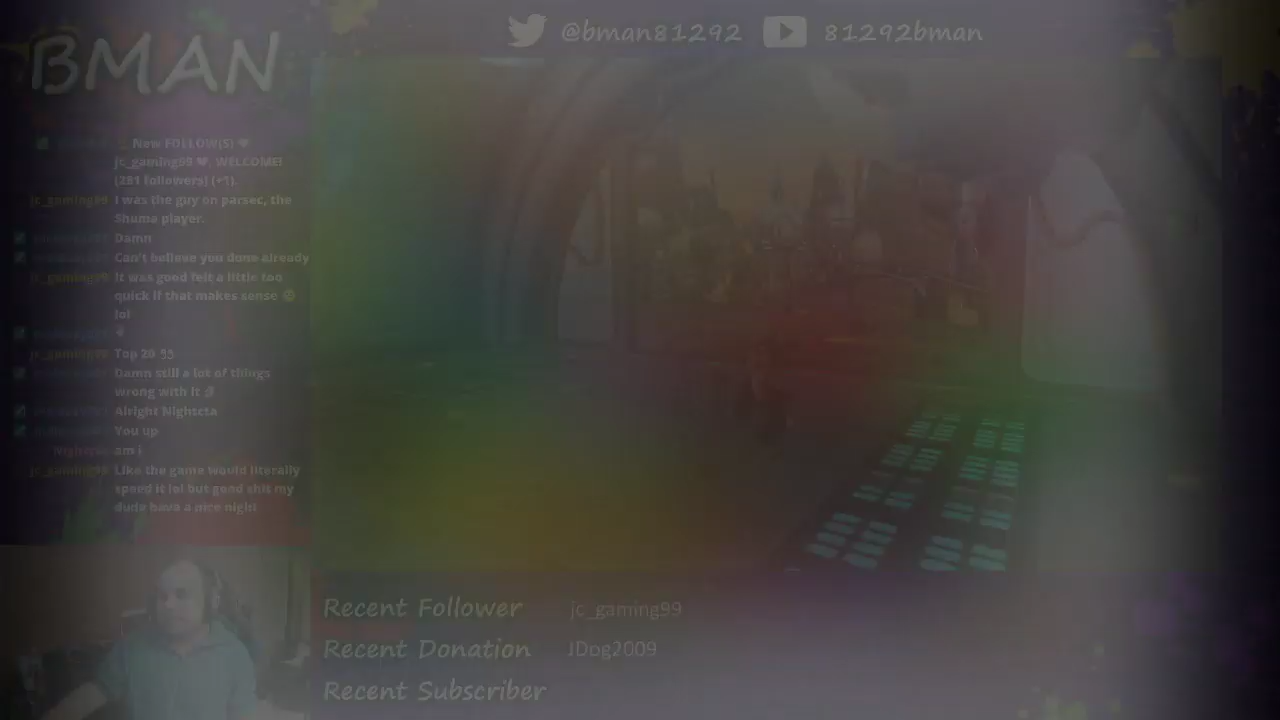 @bman81292 81292bman
BMAN
New FOLLOW(S)
jc_gaming99 , WELCOME!
(281 followers) (+1).
jc_gaming99 I was the guy on parsec, the
Shuma player.
Damn
Can't believe you done already
jc_gaming99 It was good felt a little too
quick if that makes sense
lol
jc_gaming99 Top 20
Damn still a lot of things
wrong with it
Alright Nightcta
You up
am i
jc_gaming99 Like the game would literally
speed it lol but good shit my
dude have a nice night
Recent Follower jc_gaming99
Recent Donation JDog2009
Recent Subscriber